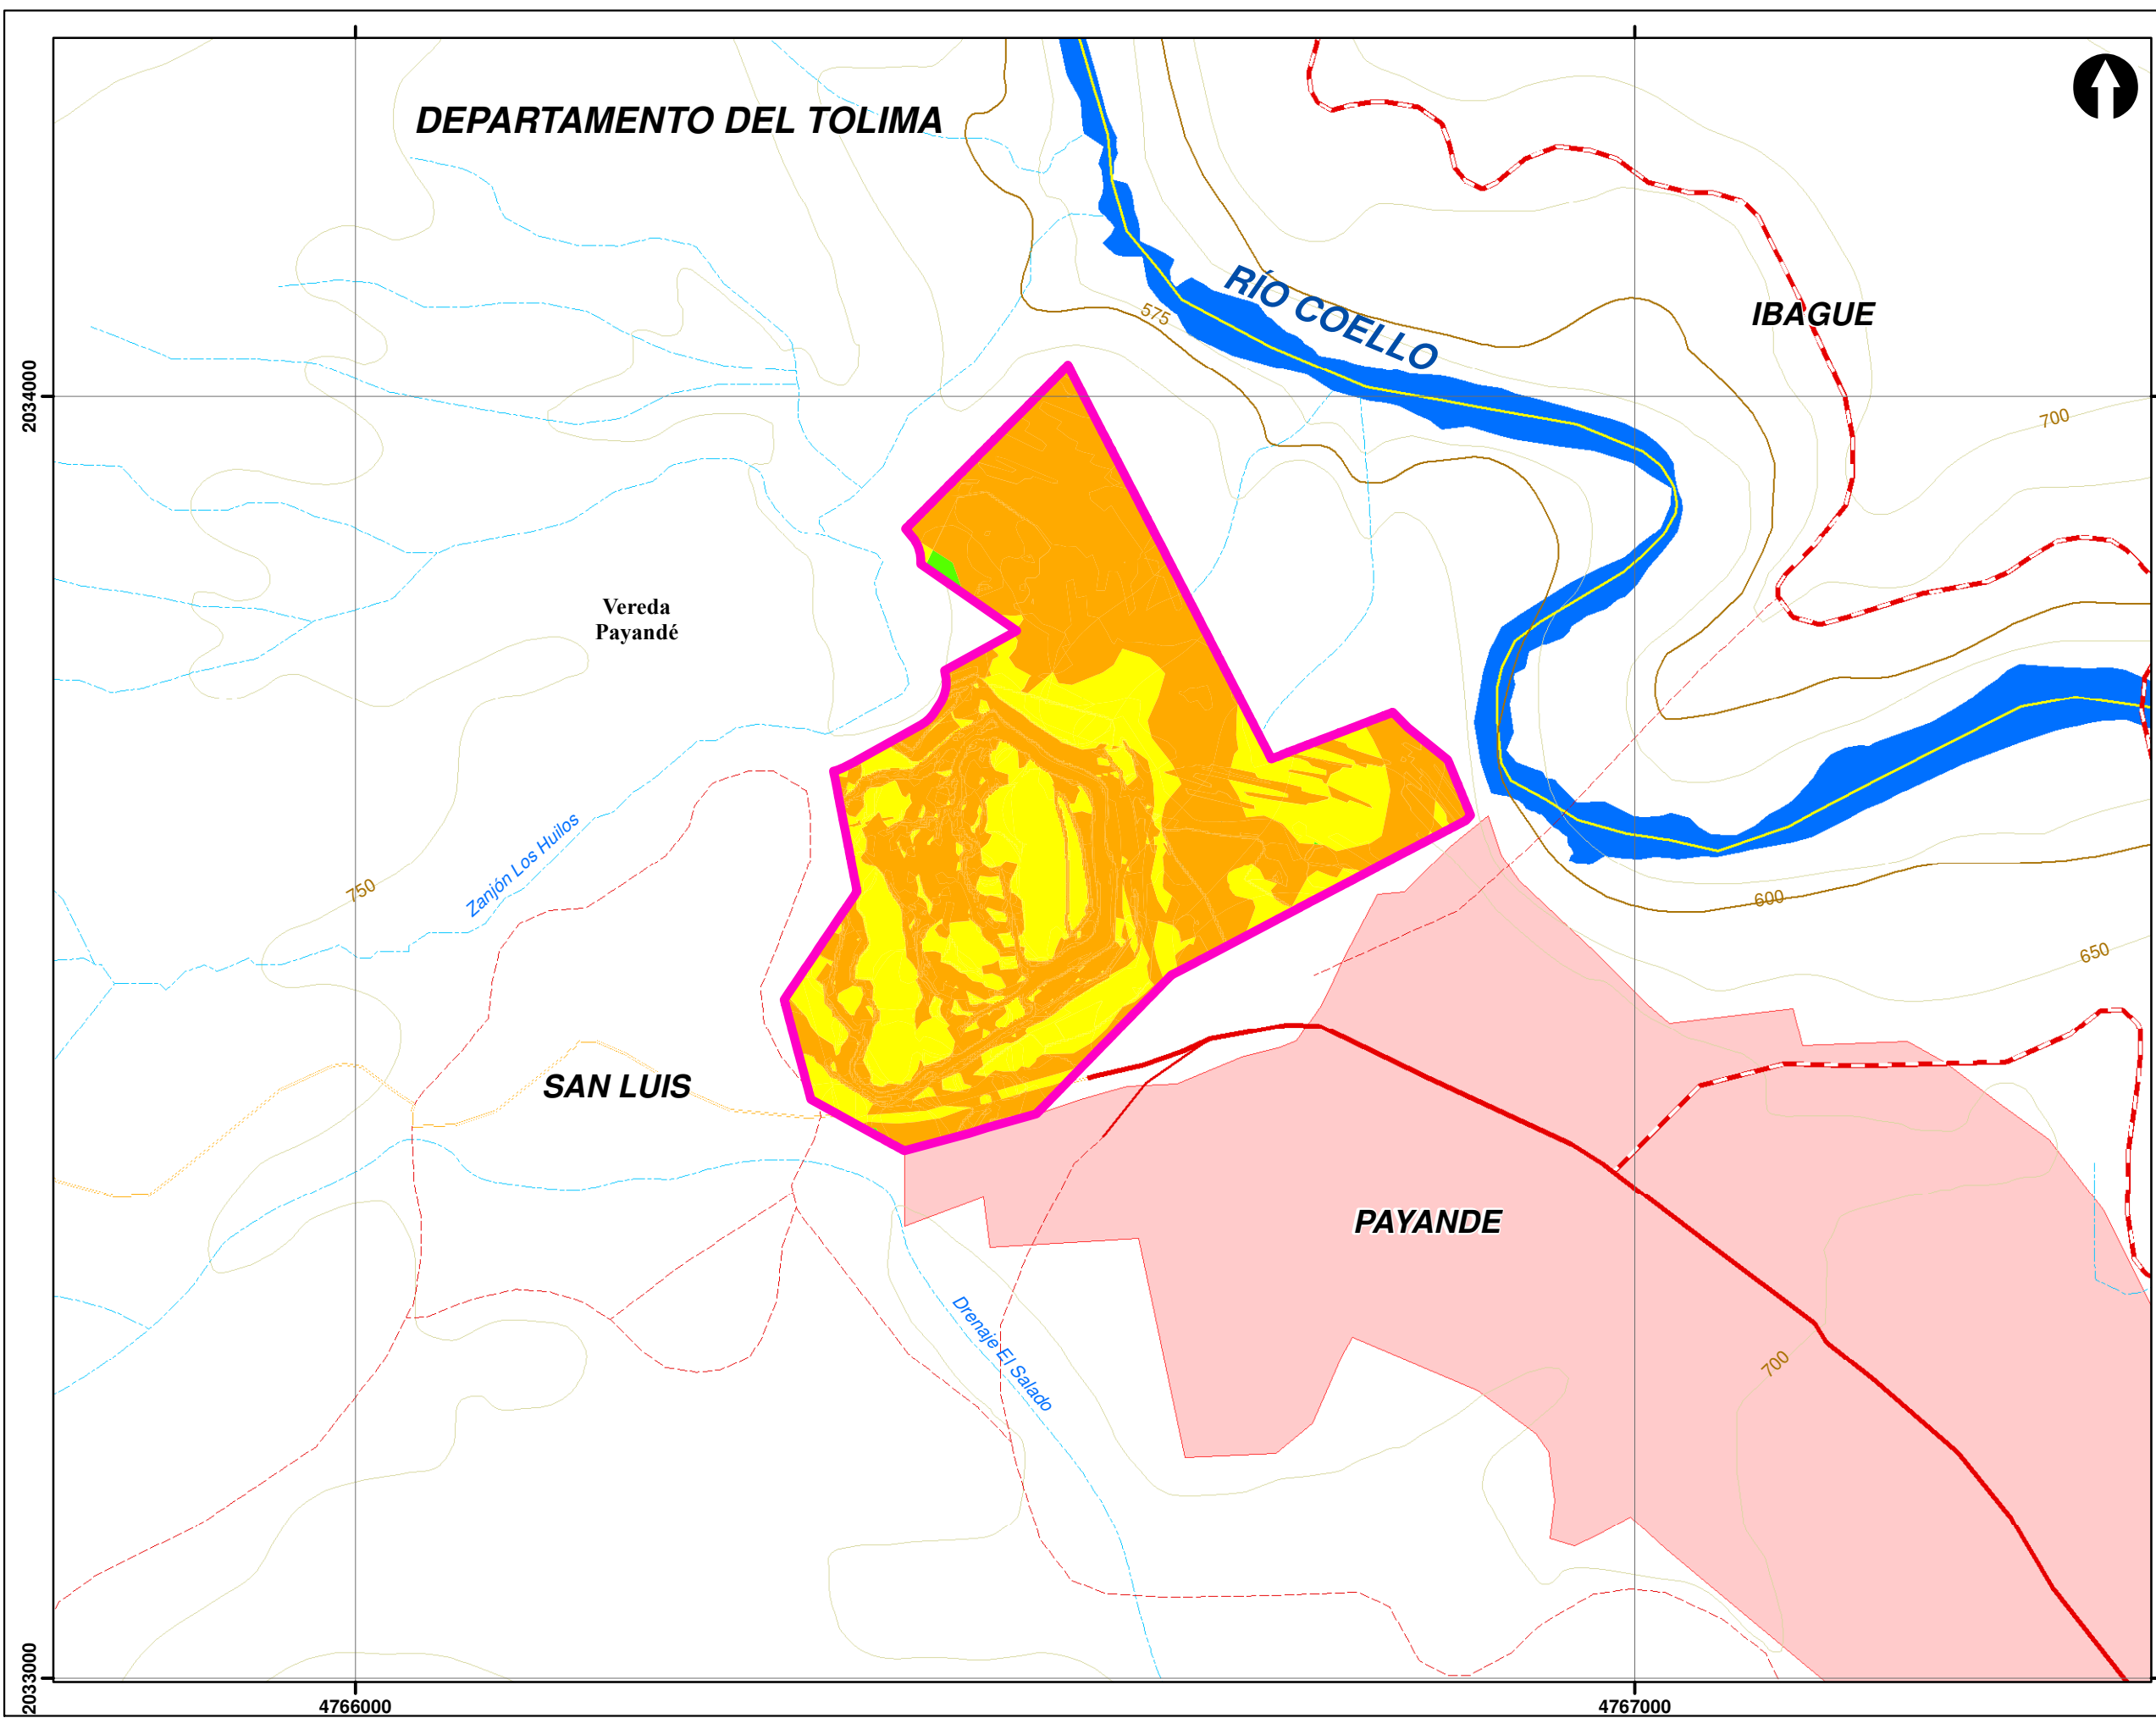 DEPARTAMENTO DEL TOLIMA
RÍO COELLO
IBAGUE
575
2034000
700
Vereda
Payandé
Zanjón Los Huilos
750
600
650
SAN LUIS
PAYANDE
Drenaje El Salado
700
2033000
4766000
4767000